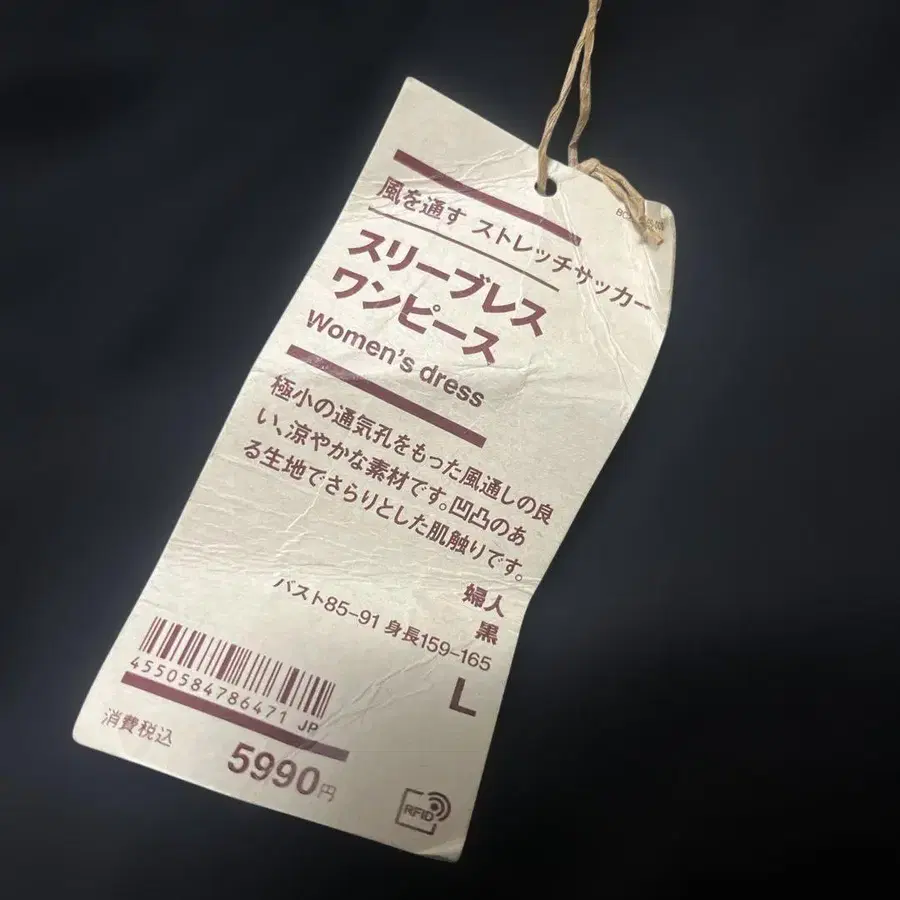 風を通す ストレッチサッカー
スリーブレス
ワンピース
Women's dress
極小の通気孔をもった風通しの良
い、涼やかな素材です。凹凸のあ
る生地でさらりとした肌触りです。
婦人
黒
バスト85-91 身長159-165
L
4550584786471 JP
消費税込
5990円
RFID